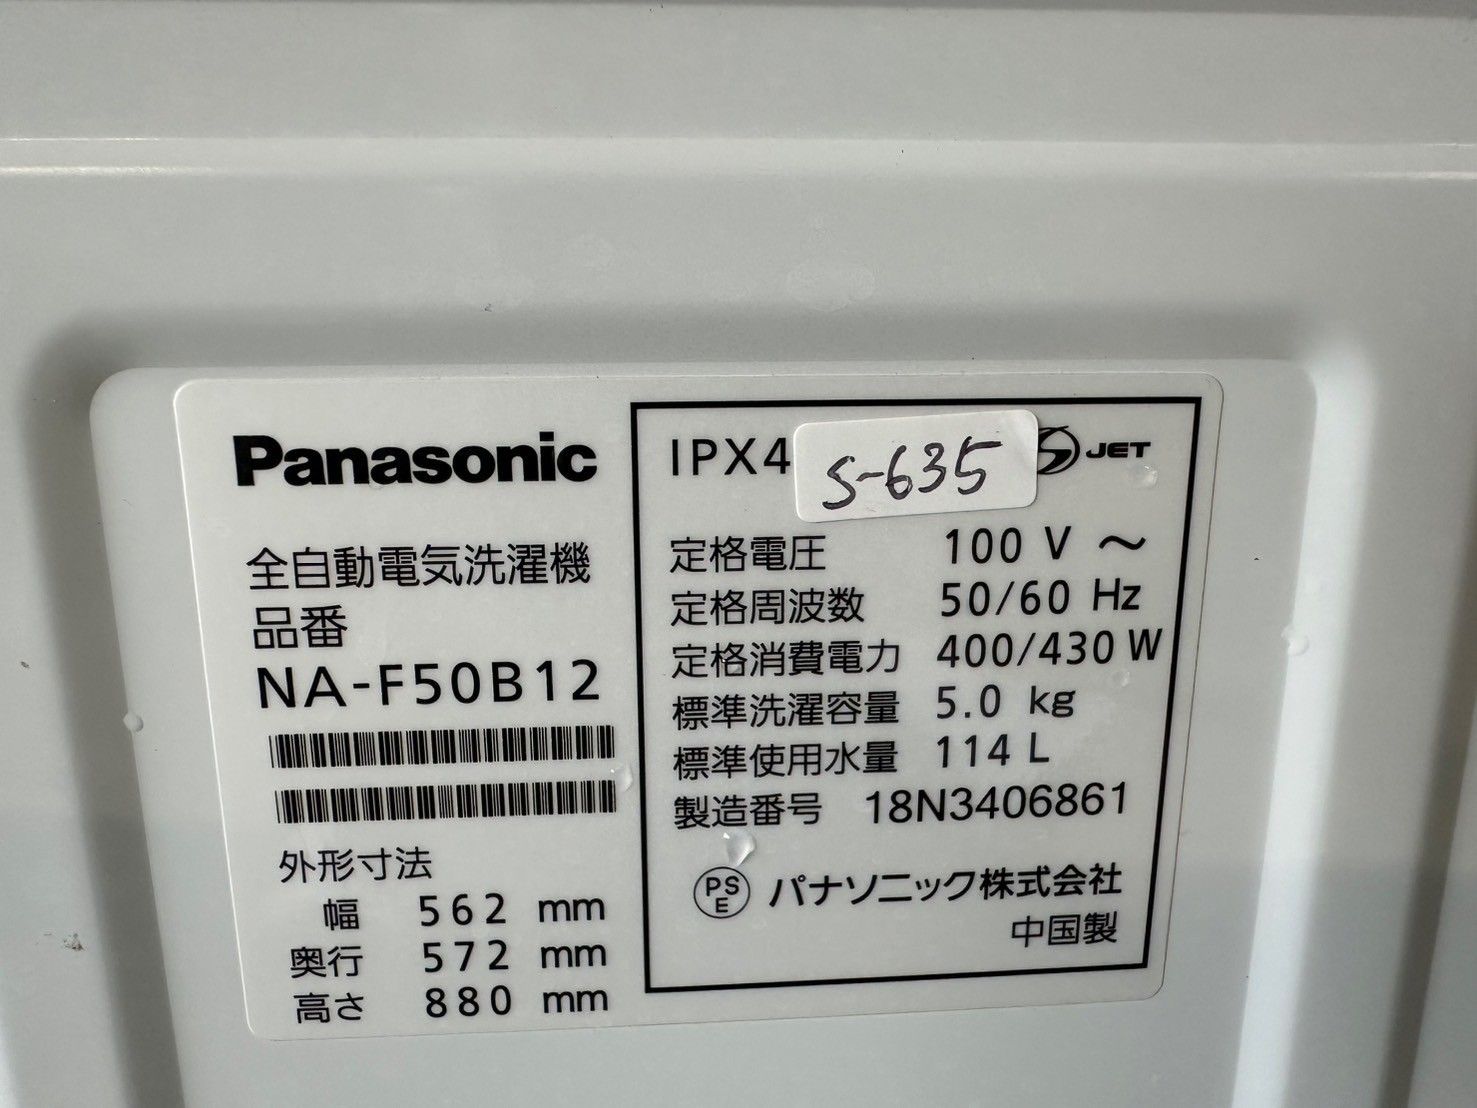 Panasonic
全自動電気洗濯機
品番
NA-F50B12
外形寸法
幅 562 mm
奥行 572 mm
高さ 880 mm
IPX4
S-635
JET
定格電圧 100 V ～
定格周波数 50/60 Hz
定格消費電力 400/430 W
標準洗濯容量 5.0 kg
標準使用水量 114 L
製造番号 18N3406861
PSE パナソニック株式会社
中国製